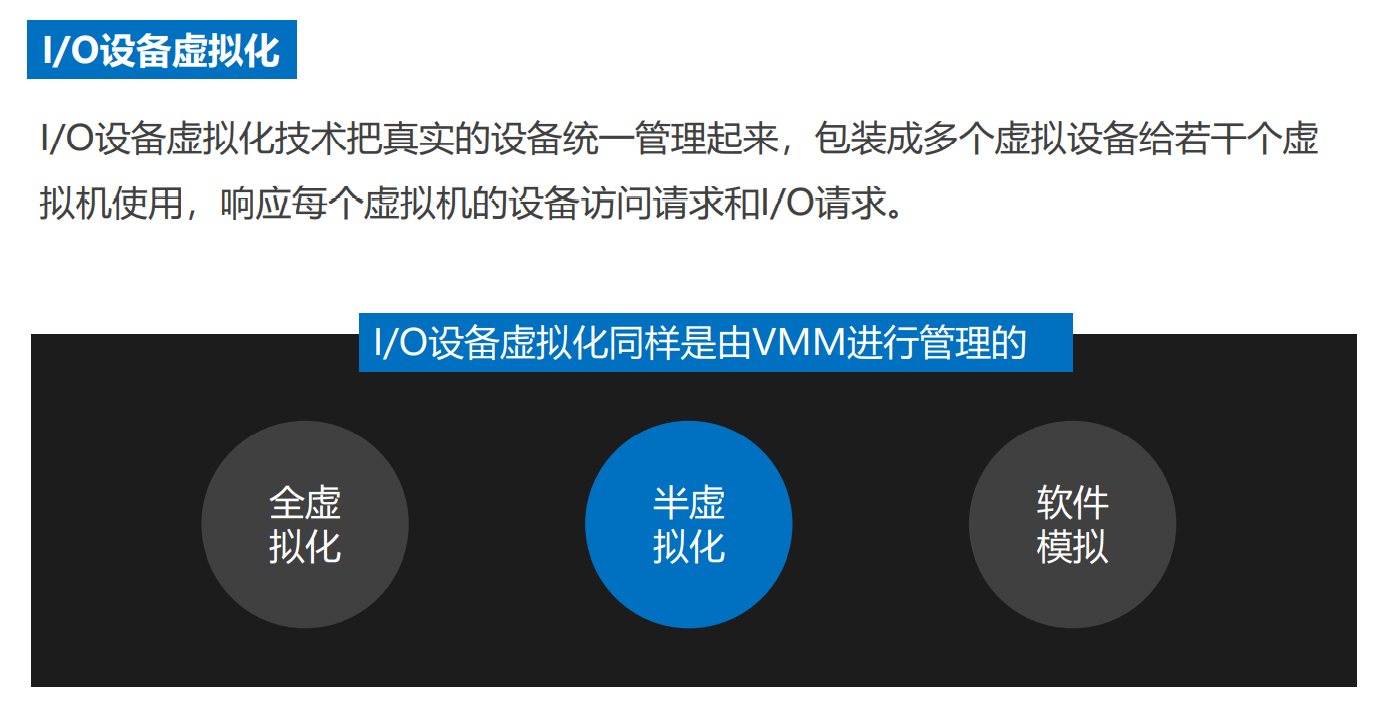 I/O设备虚拟化
I/O设备虚拟化技术把真实的设备统一管理起来，包装成多个虚拟设备给若干个虚
拟机使用，响应每个虚拟机的设备访问请求和I/O请求。
I/O设备虚拟化同样是由VMM进行管理的
全虚
拟化
半虚
拟化
软件
模拟